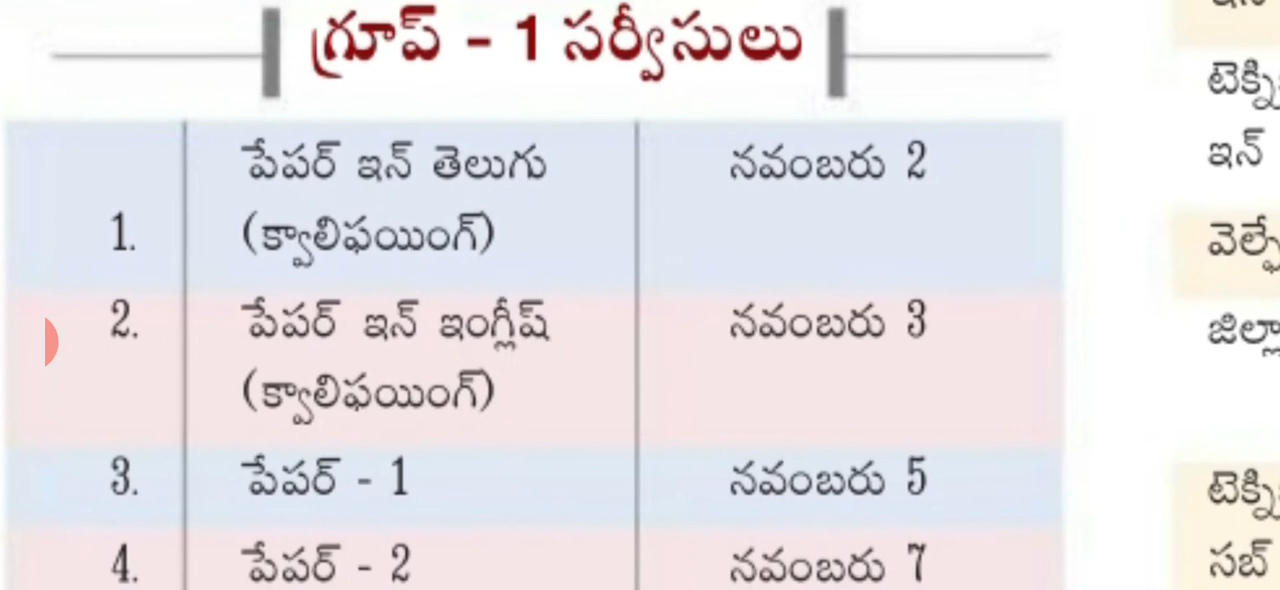 గ్రూప్ - 1 సర్వీసులు
పేపర్ ఇన్ తెలుగు నవంబరు 2
1. (క్వాలిఫయింగ్)
2. పేపర్ ఇన్ ఇంగ్లీష్ నవంబరు 3
(క్వాలిఫయింగ్)
3. పేపర్ - 1 నవంబరు 5
4. పేపర్ - 2 నవంబరు 7
ఇన్
సబ్